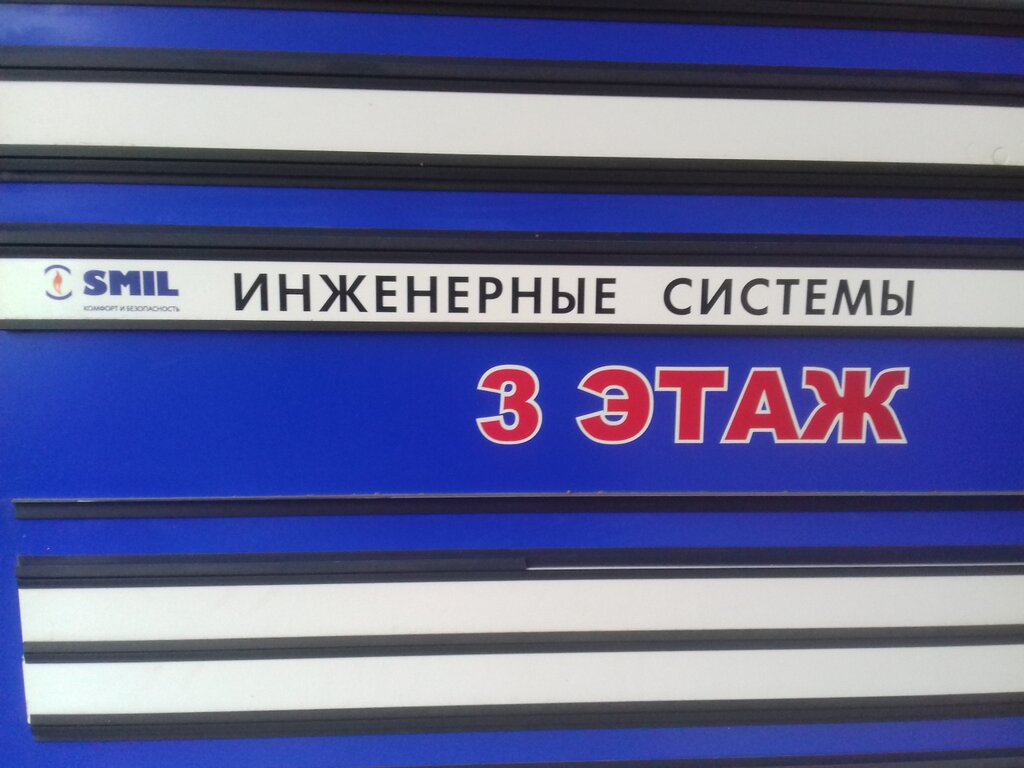 SMIL
КОМФОРТ И БЕЗОПАСНОСТЬ
ИНЖЕНЕРНЫЕ СИСТЕМЫ
3 ЭТАЖ